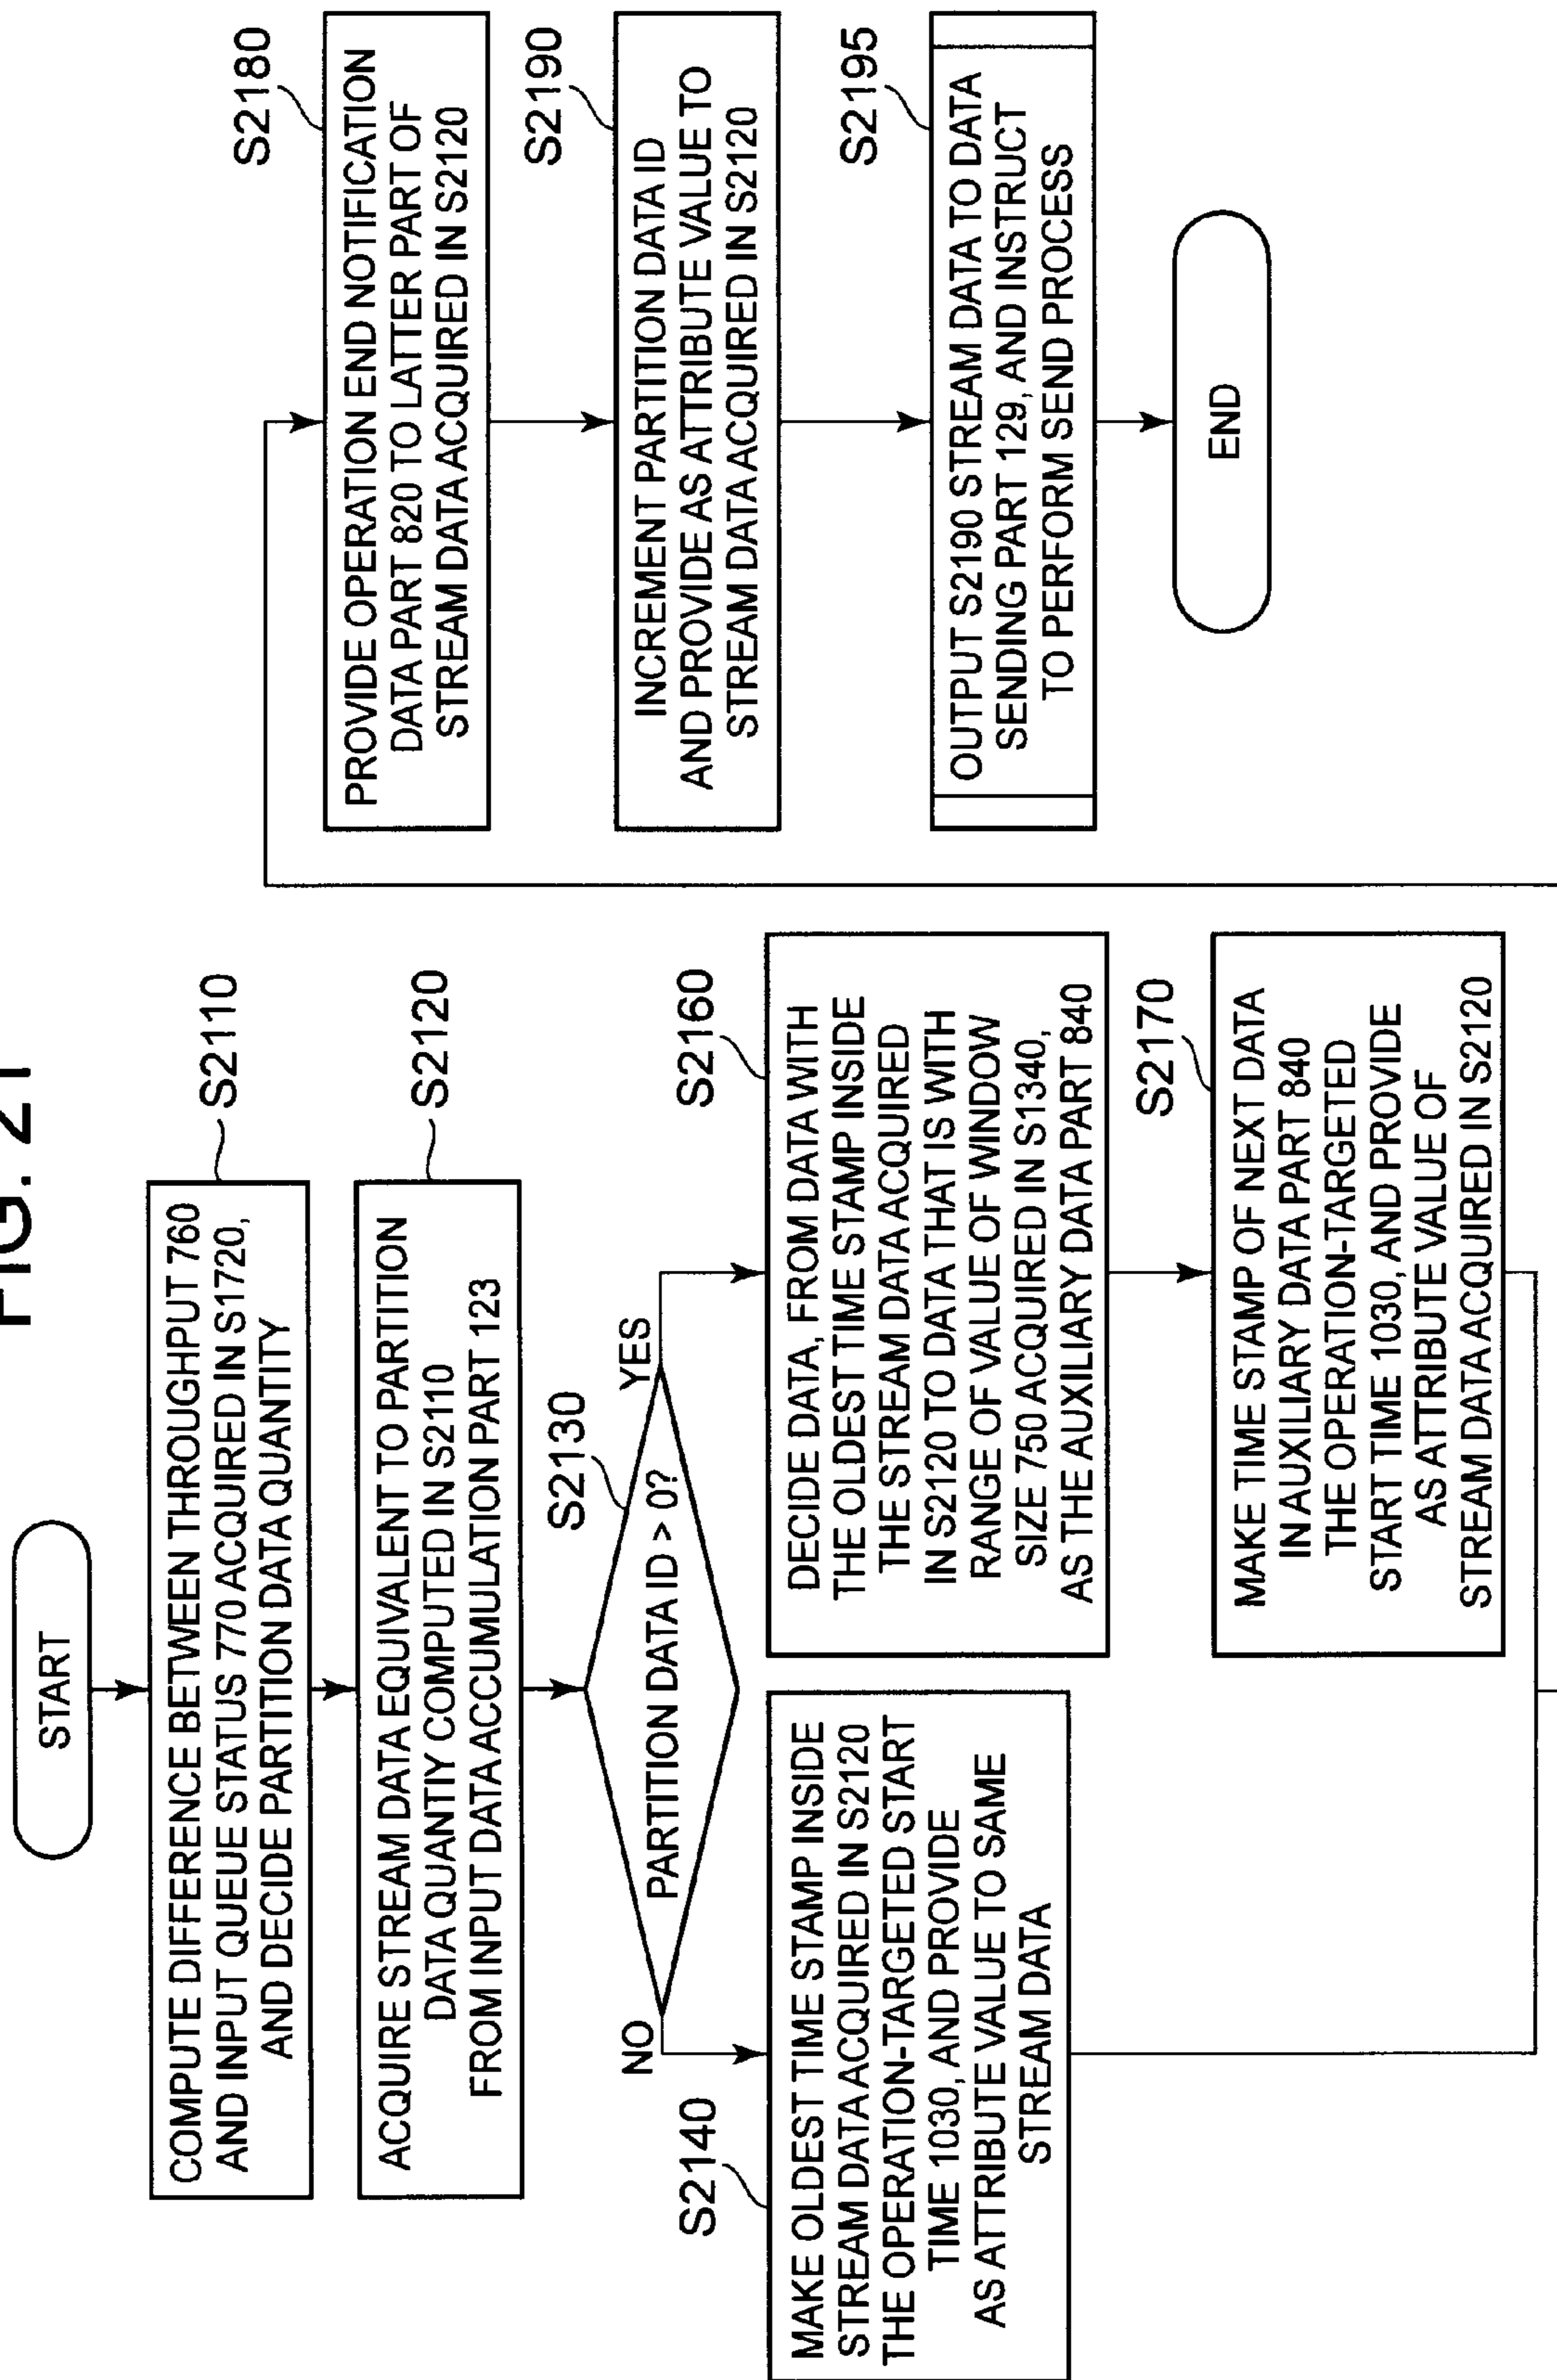 FIG. 21
START
S2110
COMPUTE DIFFERENCE BETWEEN THROUGHPUT 760
AND INPUT QUEUE STATUS 770 ACQUIRED IN S1720,
AND DECIDE PARTITION DATA QUANTITY
S2120
ACQUIRE STREAM DATA EQUIVALENT TO PARTITION
DATA QUANTIY COMPUTED IN S2110
FROM INPUT DATA ACCUMULATION PART 123
S2130
PARTITION DATA ID > 0?
NO
YES
S2140
MAKE OLDEST TIME STAMP INSIDE
STREAM DATA ACQUIRED IN S2120
THE OPERATION-TARGETED START
TIME 1030, AND PROVIDE
AS ATTRIBUTE VALUE TO SAME
STREAM DATA
S2160
DECIDE DATA, FROM DATA WITH
THE OLDEST TIME STAMP INSIDE
THE STREAM DATA ACQUIRED
IN S2120 TO DATA THAT IS WITH
RANGE OF VALUE OF WINDOW
SIZE 750 ACQUIRED IN S1340,
AS THE AUXILIARY DATA PART 840
S2170
MAKE TIME STAMP OF NEXT DATA
IN AUXILIARY DATA PART 840
THE OPERATION-TARGETED
START TIME 1030, AND PROVIDE
AS ATTRIBUTE VALUE OF
STREAM DATA ACQUIRED IN S2120
S2180
PROVIDE OPERATION END NOTIFICATION
DATA PART 820 TO LATTER PART OF
STREAM DATA ACQUIRED IN S2120
S2190
INCREMENT PARTITION DATA ID
AND PROVIDE AS ATTRIBUTE VALUE TO
STREAM DATA ACQUIRED IN S2120
S2195
OUTPUT S2190 STREAM DATA TO DATA
SENDING PART 129, AND INSTRUCT
TO PERFORM SEND PROCESS
END